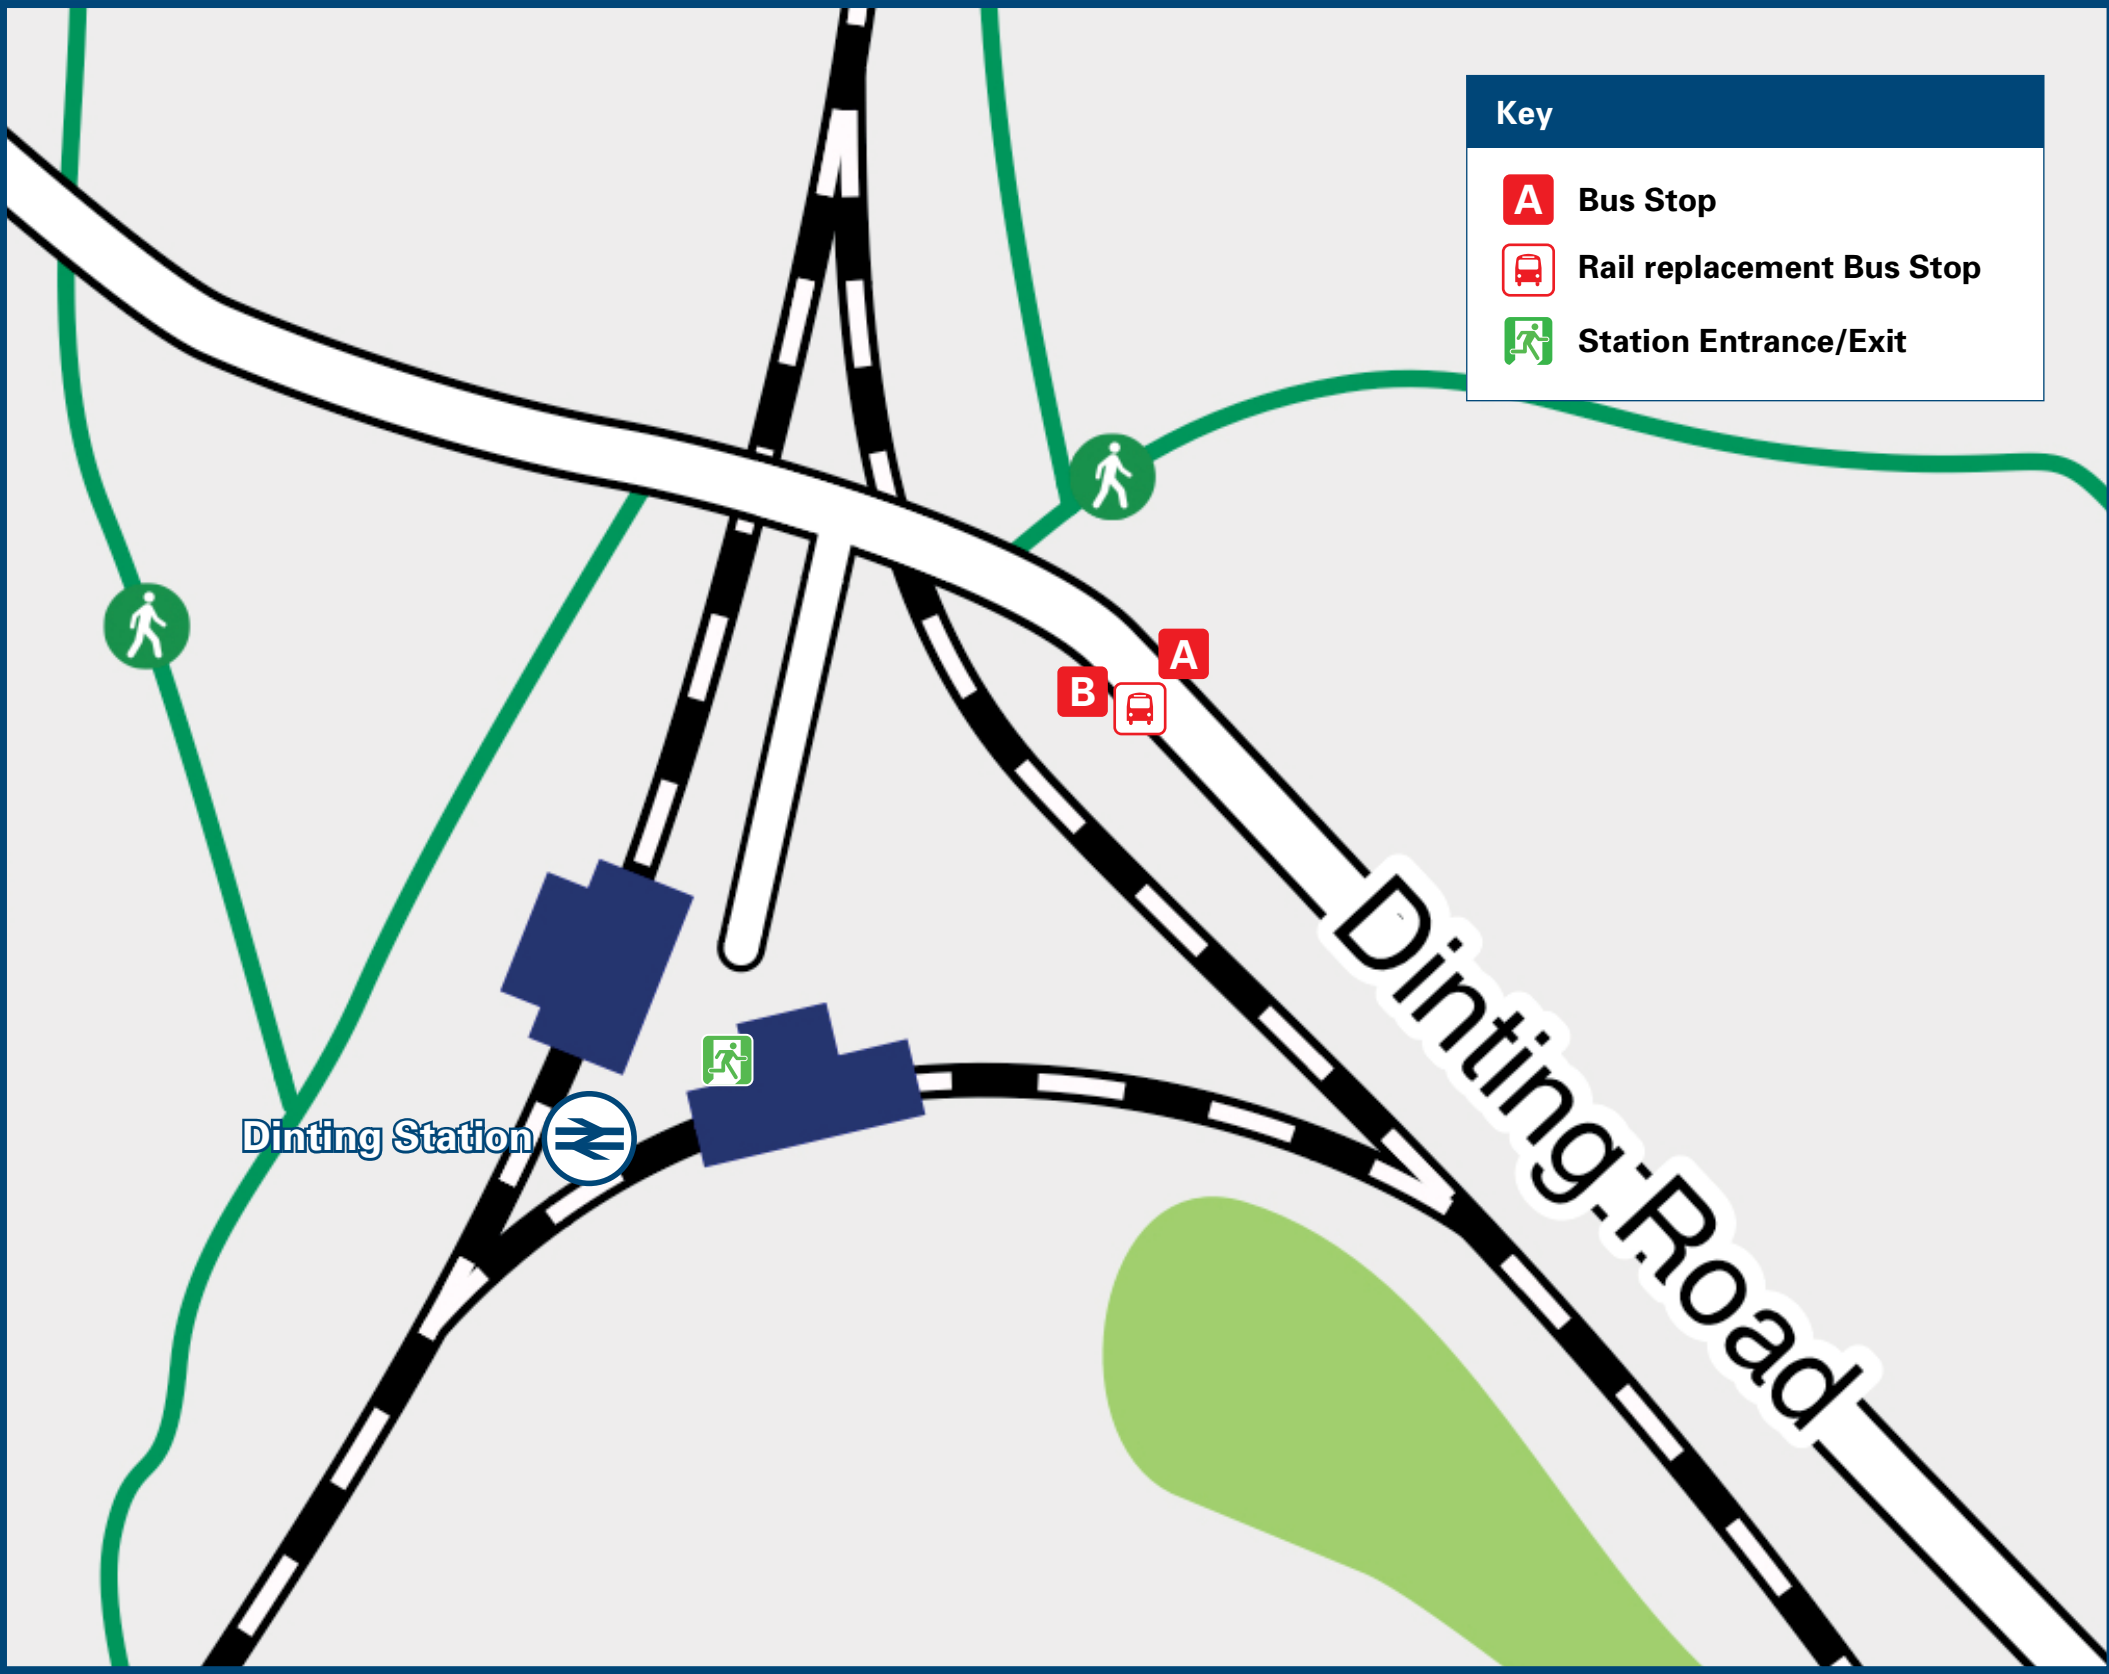 Key
A Bus Stop
Rail replacement Bus Stop
Station Entrance/Exit
A
B
Dinting Road
Dinting Station